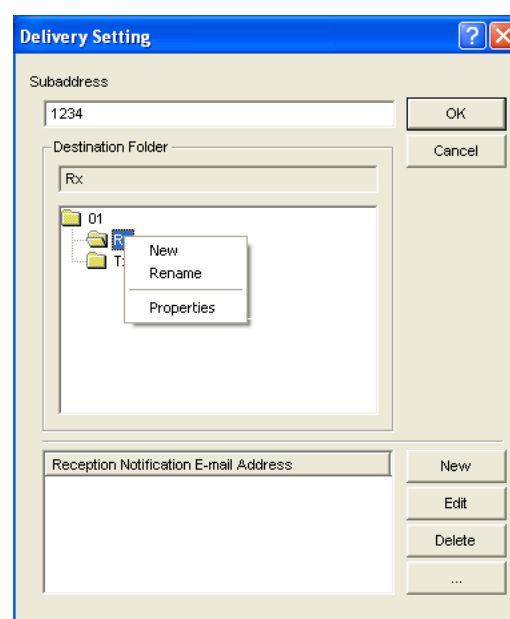 Delivery Setting
Subaddress
1234
OK
Destination Folder
Cancel
Rx
01
New
Rename
Properties
Reception Notification E-mail Address
New
Edit
Delete
...